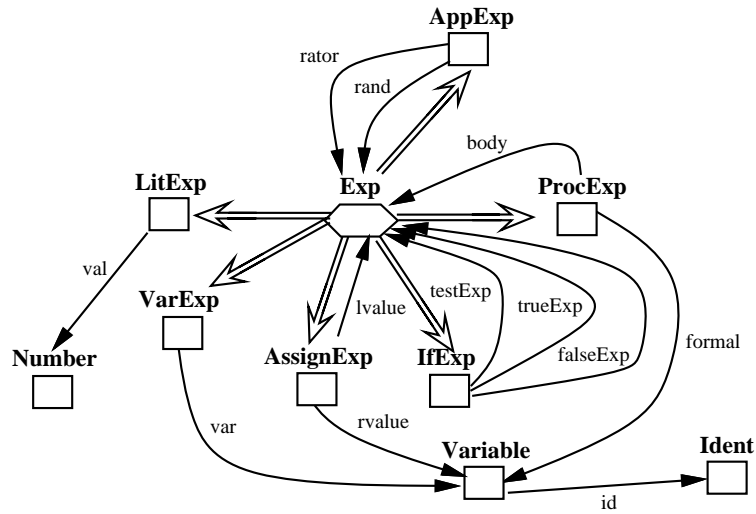 AppExp
rator
rand
body
LitExp
Exp
ProcExp
val
VarExp
lvalue
testExp
trueExp
Number
AssignExp
IfExp
falseExp
formal
var
rvalue
Variable
Ident
id